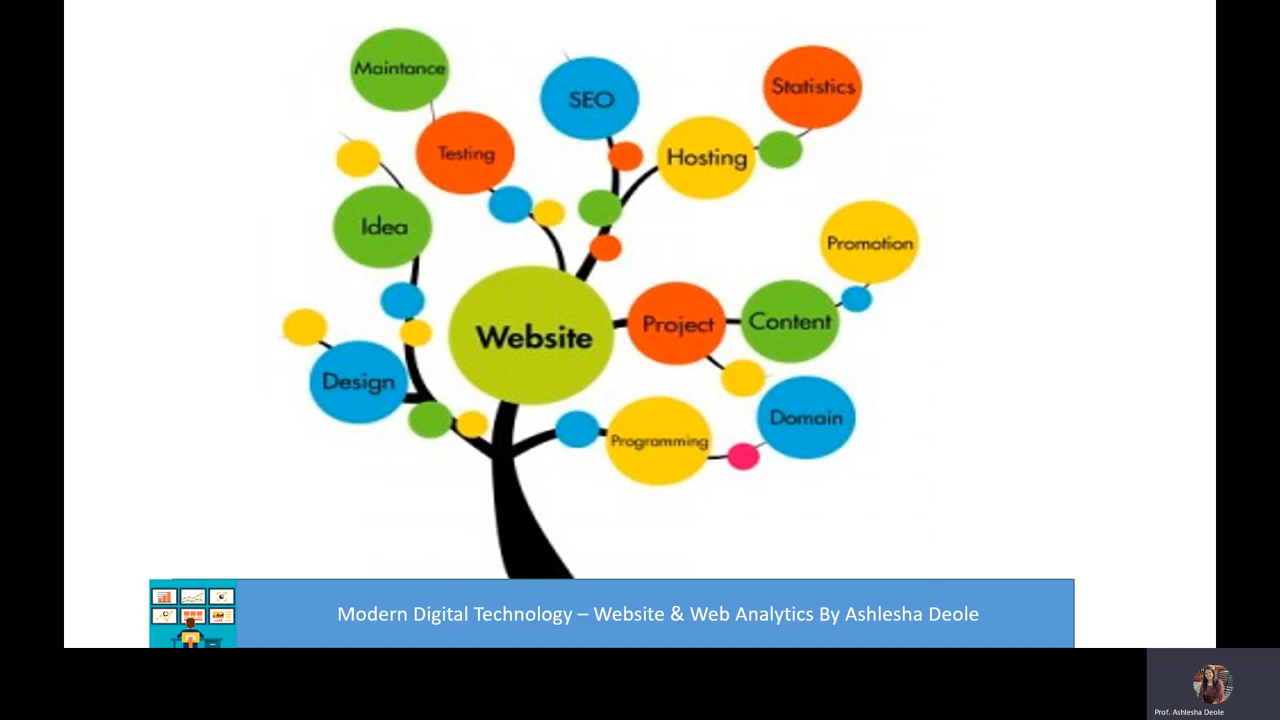 Maintance
SEO
Statistics
Testing
Hosting
Idea
Promotion
Website
Project
Content
Design
Domain
Programming
Modern Digital Technology – Website & Web Analytics By Ashlesha Deole
Prof. Ashlesha Deole